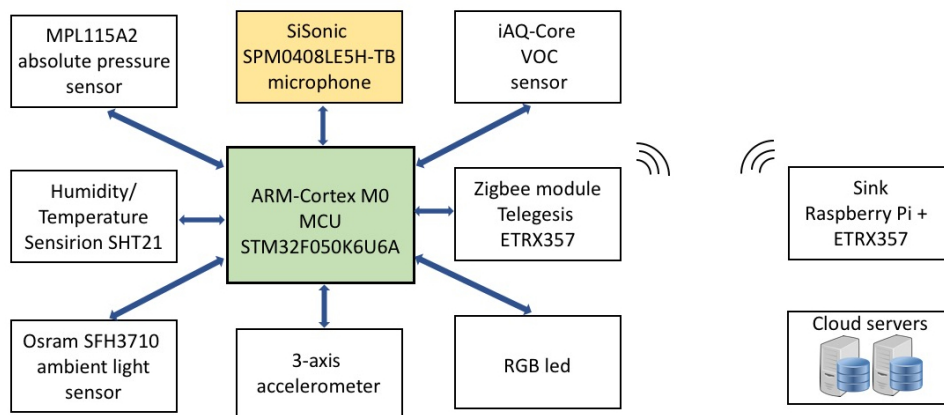 MPL115A2
absolute pressure
sensor
SiSonic
SPM0408LE5H-TB
microphone
iAQ-Core
VOC
sensor
Humidity/
Temperature
Sensirion SHT21
ARM-Cortex M0
MCU
STM32F050K6U6A
Zigbee module
Telegesis
ETRX357
Sink
Raspberry Pi +
ETRX357
Osram SFH3710
ambient light
sensor
3-axis
accelerometer
RGB led
Cloud servers